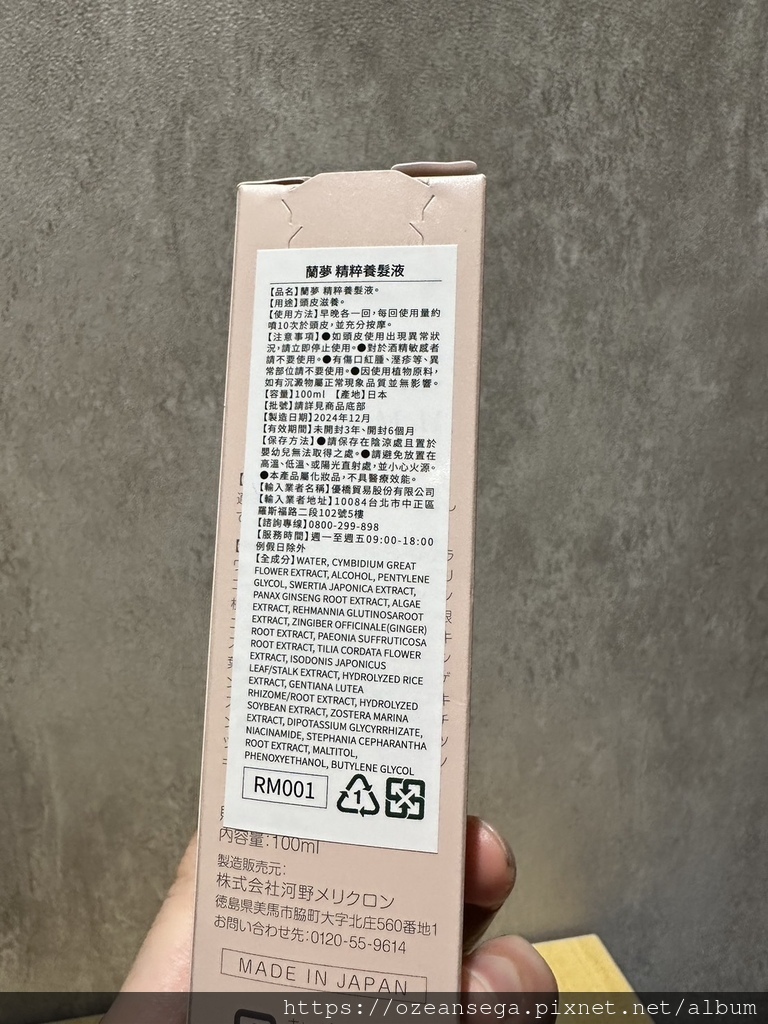 蘭夢 精粹養髮液
【品名】蘭夢 精粹養髮液。
【用途】頭皮滋養。
【使用方法】早晚各一回，每回使用量約
噴10次於頭皮，並充分按摩。
【注意事項】●如頭皮使用出現異常狀
況，請立即停止使用。●對於酒精敏感者
請不要使用。●有傷口紅腫、溼疹等、異
常部位請不要使用。●因使用植物原料，
如有沉澱物屬正常現象品質並無影響。
【容量】100ml 【產地】日本
【批號】請詳見商品底部
【製造日期】2024年12月
【有效期間】未開封3年、開封6個月
【保存方法】●請保存在陰涼處且置於
嬰幼兒無法取得之處。●請避免放置在
高溫、低溫、或陽光直射處，並小心火源。
●本產品屬化妝品，不具醫療效能。
【輸入業者名稱】優橋貿易股份有限公司
【輸入業者地址】10084台北市中正區
羅斯福路二段102號5樓
【諮詢專線】0800-299-898
【服務時間】週一至週五09:00-18:00
例假日除外
【全成分】WATER, CYMBIDIUM GREAT
FLOWER EXTRACT, ALCOHOL, PENTYLENE
GLYCOL, SWERTIA JAPONICA EXTRACT,
PANAX GINSENG ROOT EXTRACT, ALGAE
EXTRACT, REHMANNIA GLUTINOSAROOT
EXTRACT, ZINGIBER OFFICINALE(GINGER)
ROOT EXTRACT, PAEONIA SUFFRUTICOSA
ROOT EXTRACT, TILIA CORDATA FLOWER
EXTRACT, ISODONIS JAPONICUS
LEAF/STALK EXTRACT, HYDROLYZED RICE
EXTRACT, GENTIANA LUTEA
RHIZOME/ROOT EXTRACT, HYDROLYZED
SOYBEAN EXTRACT, ZOSTERA MARINA
EXTRACT, DIPOTASSIUM GLYCYRRHIZATE,
NIACINAMIDE, STEPHANIA CEPHARANTHA
ROOT EXTRACT, MALTITOL,
PHENOXYETHANOL, BUTYLENE GLYCOL
RM001
1
内容量：100ml
製造販売元：
株式会社河野メリクロン
徳島県美馬市脇町大字北庄560番地1
お問い合わせ先：0120-55-9614
MADE IN JAPAN
https://ozeansega.pixnet.net/album